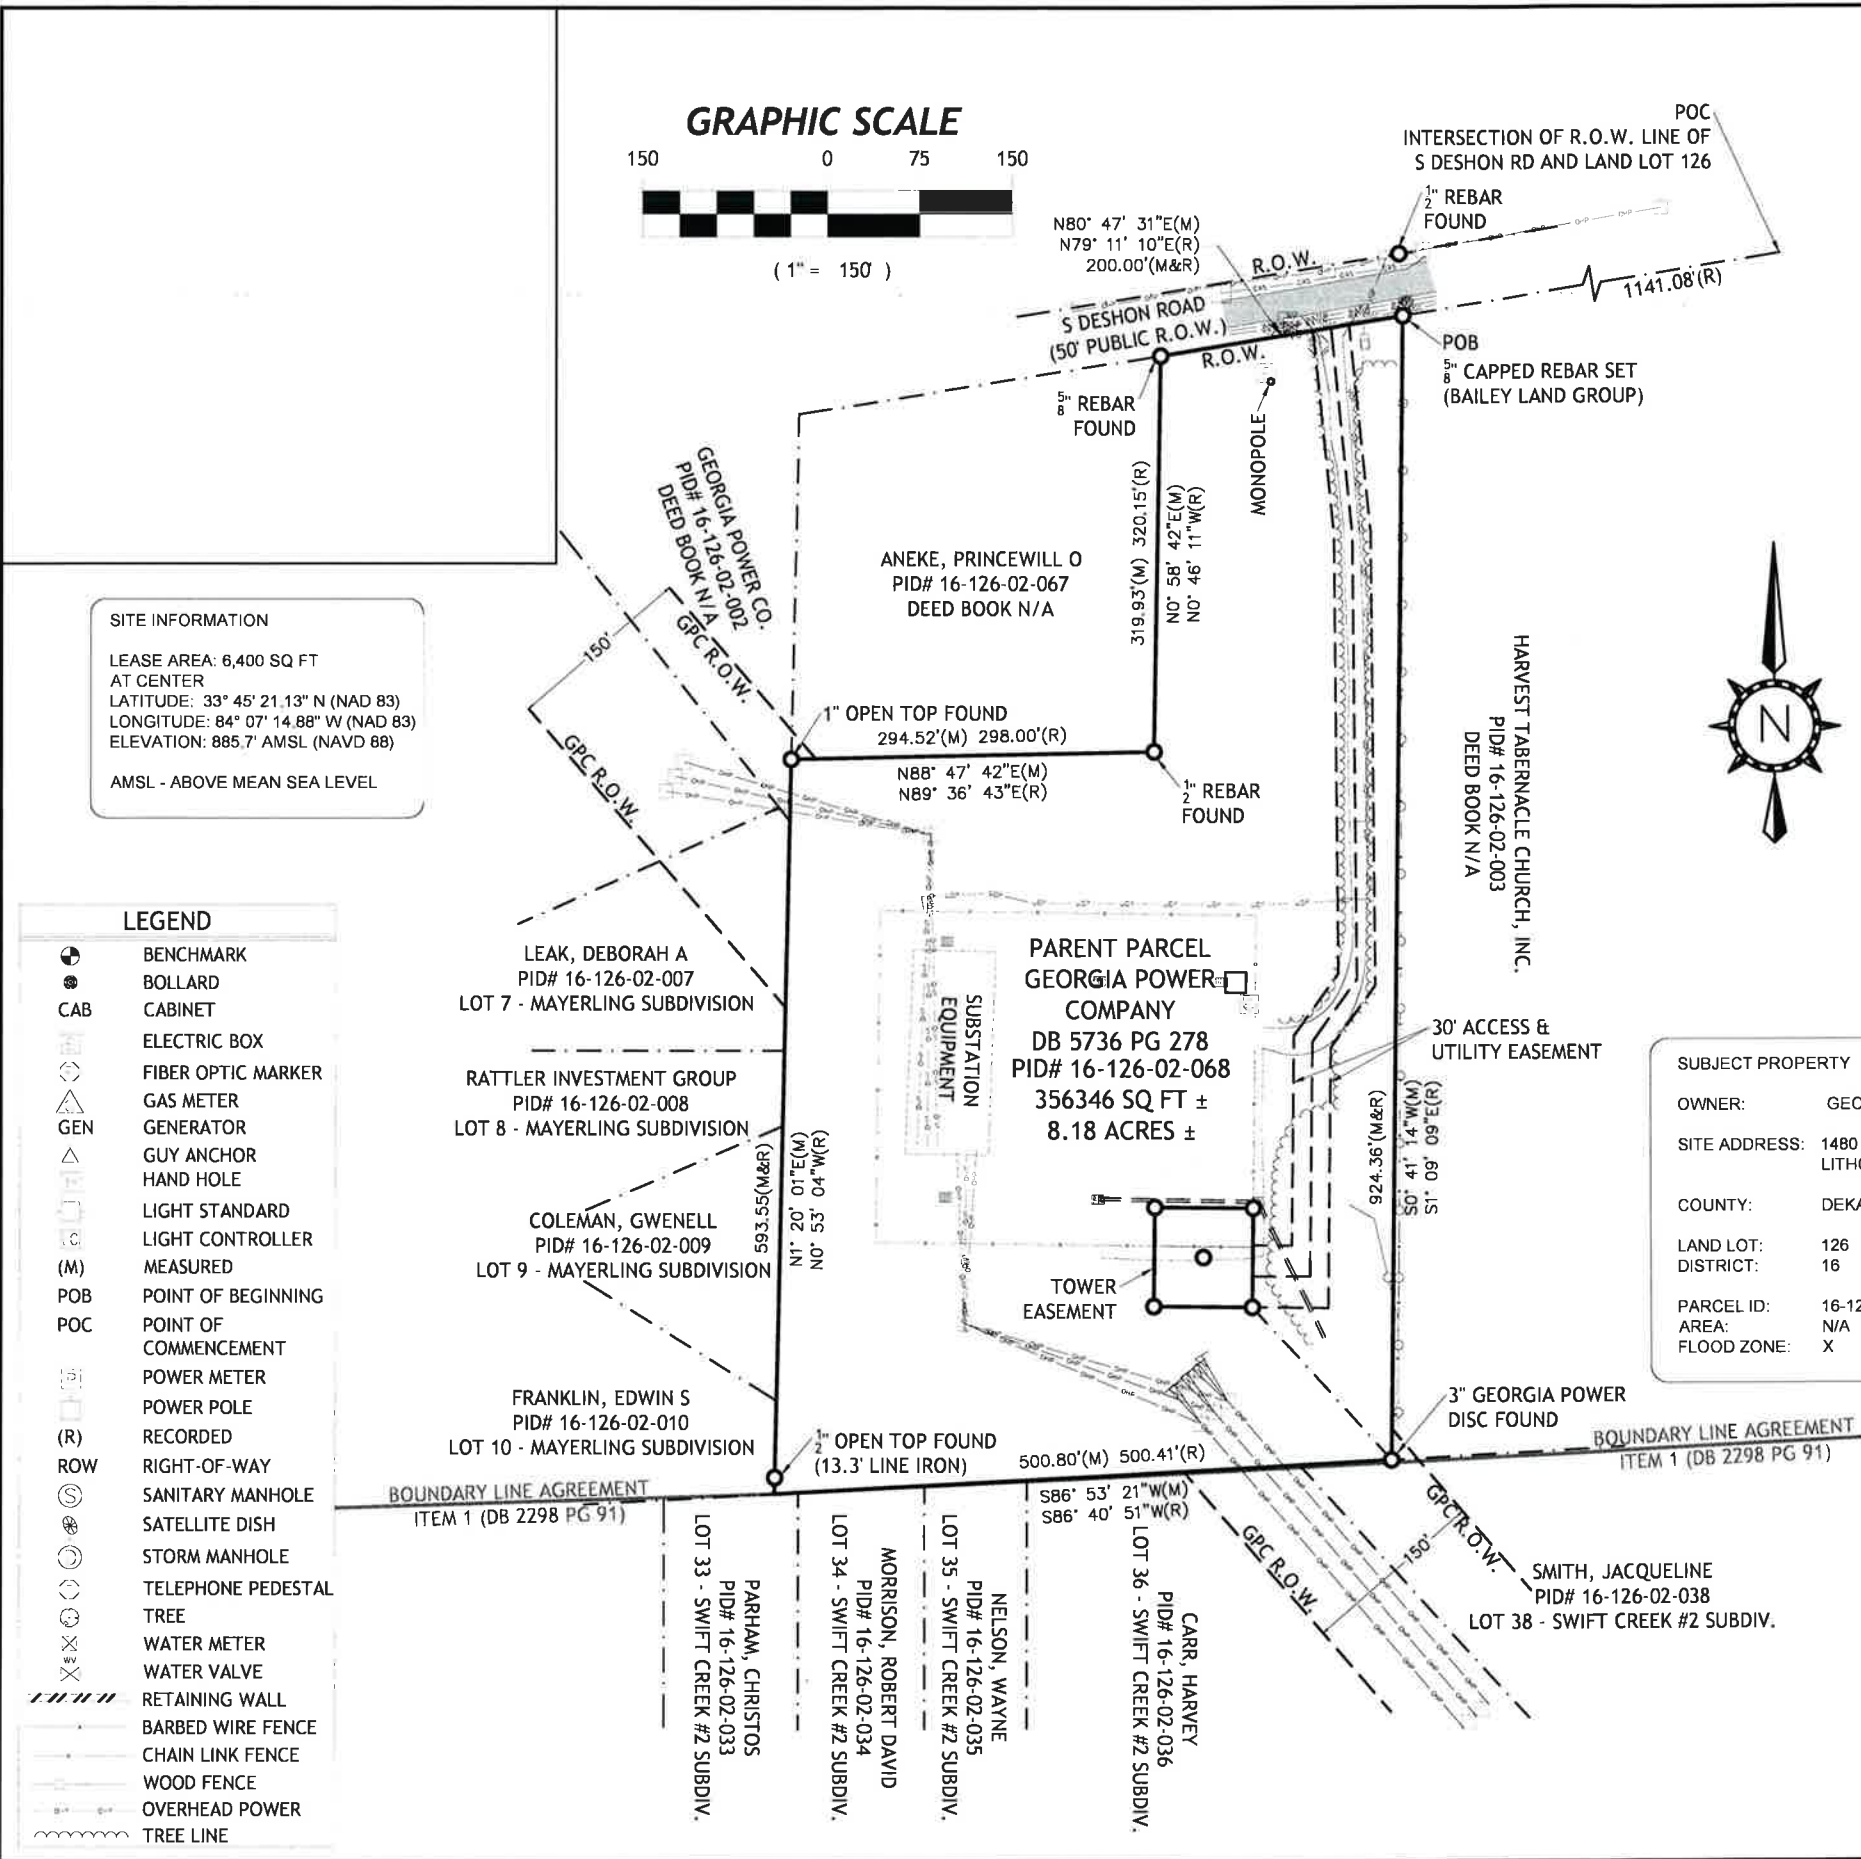 GRAPHIC SCALE
150 0 75 150
( 1" = 150' )
POC
INTERSECTION OF R.O.W. LINE OF
S DESHON RD AND LAND LOT 126
1/2" REBAR
FOUND
N80° 47' 31"E(M)
N79° 11' 10"E(R)
200.00'(M&R)
R.O.W.
1141.08'(R)
S DESHON ROAD
(50' PUBLIC R.O.W.)
R.O.W.
POB
5/8" CAPPED REBAR SET
(BAILEY LAND GROUP)
5/8" REBAR
FOUND
MONOPOLE
319.93'(M) 320.15'(R)
N0° 58' 42"E(M)
N0° 46' 11"W(R)
GEORGIA POWER CO.
PID# 16-126-02-002
DEED BOOK N/A
GPC R.O.W.
150'
GPC R.O.W.
ANEKE, PRINCEWILL O
PID# 16-126-02-067
DEED BOOK N/A
SITE INFORMATION
LEASE AREA: 6,400 SQ FT
AT CENTER
LATITUDE: 33° 45' 21.13" N (NAD 83)
LONGITUDE: 84° 07' 14.88" W (NAD 83)
ELEVATION: 885.7' AMSL (NAVD 88)
AMSL - ABOVE MEAN SEA LEVEL
1" OPEN TOP FOUND
294.52'(M) 298.00'(R)
N88° 47' 42"E(M)
N89° 36' 43"E(R)
1/2" REBAR
FOUND
HARVEST TABERNACLE CHURCH, INC.
PID# 16-126-02-003
DEED BOOK N/A
N
LEGEND
BENCHMARK
BOLLARD
CAB CABINET
ELECTRIC BOX
FIBER OPTIC MARKER
GAS METER
GEN GENERATOR
GUY ANCHOR
HAND HOLE
LIGHT STANDARD
LC LIGHT CONTROLLER
(M) MEASURED
POB POINT OF BEGINNING
POC POINT OF
COMMENCEMENT
POWER METER
POWER POLE
(R) RECORDED
ROW RIGHT-OF-WAY
S SANITARY MANHOLE
SATELLITE DISH
STORM MANHOLE
TELEPHONE PEDESTAL
TREE
WATER METER
WV WATER VALVE
RETAINING WALL
BARBED WIRE FENCE
CHAIN LINK FENCE
WOOD FENCE
OVERHEAD POWER
TREE LINE
LEAK, DEBORAH A
PID# 16-126-02-007
LOT 7 - MAYERLING SUBDIVISION
RATTLER INVESTMENT GROUP
PID# 16-126-02-008
LOT 8 - MAYERLING SUBDIVISION
COLEMAN, GWENELL
PID# 16-126-02-009
LOT 9 - MAYERLING SUBDIVISION
FRANKLIN, EDWIN S
PID# 16-126-02-010
LOT 10 - MAYERLING SUBDIVISION
593.55(M&R)
N1° 20' 01"E(M)
N0° 53' 04"W(R)
SUBSTATION
EQUIPMENT
PARENT PARCEL
GEORGIA POWER
COMPANY
DB 5736 PG 278
PID# 16-126-02-068
356346 SQ FT ±
8.18 ACRES ±
30' ACCESS &
UTILITY EASEMENT
924.36'(M&R)
S0° 41' 14"W(M)
S1° 09' 09"E(R)
TOWER
EASEMENT
SUBJECT PROPERTY
OWNER: GEO
SITE ADDRESS: 1480
LITHO
COUNTY: DEKA
LAND LOT: 126
DISTRICT: 16
PARCEL ID: 16-12
AREA: N/A
FLOOD ZONE: X
3" GEORGIA POWER
DISC FOUND
BOUNDARY LINE AGREEMENT
ITEM 1 (DB 2298 PG 91)
1/2" OPEN TOP FOUND
(13.3' LINE IRON)
500.80'(M) 500.41'(R)
S86° 53' 21"W(M)
S86° 40' 51"W(R)
BOUNDARY LINE AGREEMENT
ITEM 1 (DB 2298 PG 91)
PARHAM, CHRISTOS
PID# 16-126-02-033
LOT 33 - SWIFT CREEK #2 SUBDIV.
MORRISON, ROBERT DAVID
PID# 16-126-02-034
LOT 34 - SWIFT CREEK #2 SUBDIV.
NELSON, WAYNE
PID# 16-126-02-035
LOT 35 - SWIFT CREEK #2 SUBDIV.
CARR, HARVEY
PID# 16-126-02-036
LOT 36 - SWIFT CREEK #2 SUBDIV.
GPC R.O.W.
150'
GPC R.O.W.
SMITH, JACQUELINE
PID# 16-126-02-038
LOT 38 - SWIFT CREEK #2 SUBDIV.